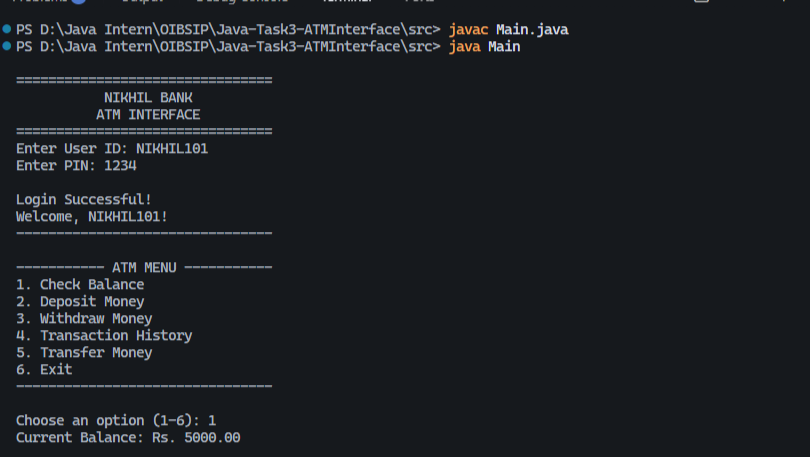 PS D:\Java Intern\OIBSIP\Java-Task3-ATMInterface\src> javac Main.java
PS D:\Java Intern\OIBSIP\Java-Task3-ATMInterface\src> java Main
================================
NIKHIL BANK
ATM INTERFACE
================================
Enter User ID: NIKHIL101
Enter PIN: 1234
Login Successful!
Welcome, NIKHIL101!
--------------------------------
----------- ATM MENU -----------
1. Check Balance
2. Deposit Money
3. Withdraw Money
4. Transaction History
5. Transfer Money
6. Exit
--------------------------------
Choose an option (1-6): 1
Current Balance: Rs. 5000.00